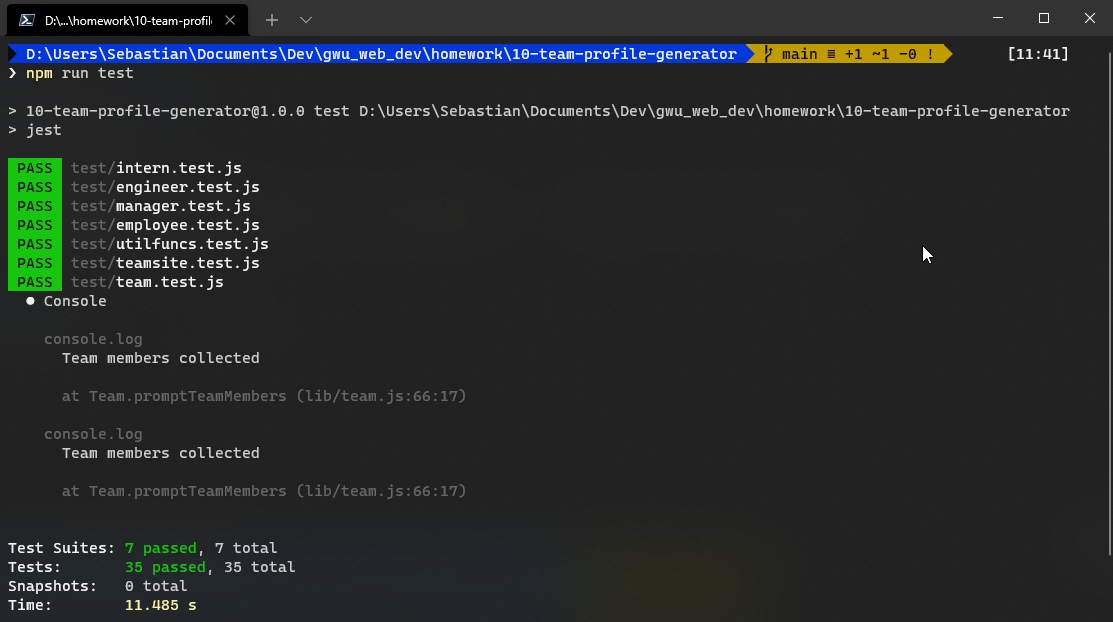 D:\...\homework\10-team-profil
D:\Users\Sebastian\Documents\Dev\gwu_web_dev\homework\10-team-profile-generator main ≡ +1 ~1 -0 ! [11:41]
❯ npm run test
> 10-team-profile-generator@1.0.0 test D:\Users\Sebastian\Documents\Dev\gwu_web_dev\homework\10-team-profile-generator
> jest
PASS test/intern.test.js
PASS test/engineer.test.js
PASS test/manager.test.js
PASS test/employee.test.js
PASS test/utilfuncs.test.js
PASS test/teamsite.test.js
PASS test/team.test.js
● Console
console.log
Team members collected
at Team.promptTeamMembers (lib/team.js:66:17)
console.log
Team members collected
at Team.promptTeamMembers (lib/team.js:66:17)
Test Suites: 7 passed, 7 total
Tests: 35 passed, 35 total
Snapshots: 0 total
Time: 11.485 s